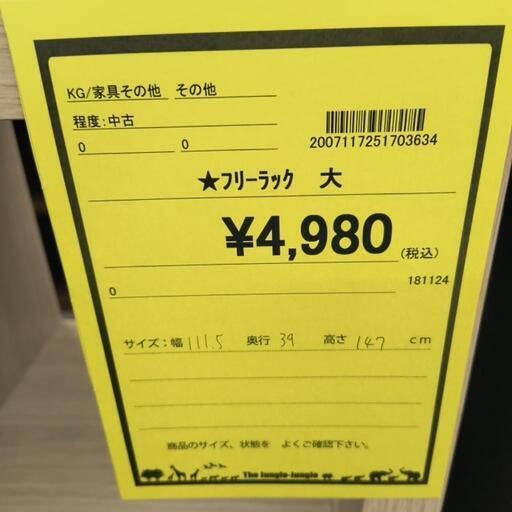 KG/家具その他 その他
程度:中古
0 0
2007117251703634
★フリーラック 大
¥4,980 (税込)
0 181124
サイズ:幅 111.5 奥行 39 高さ 147 cm
商品のサイズ、状態を よくご確認下さい。
The Jungle-Jungle